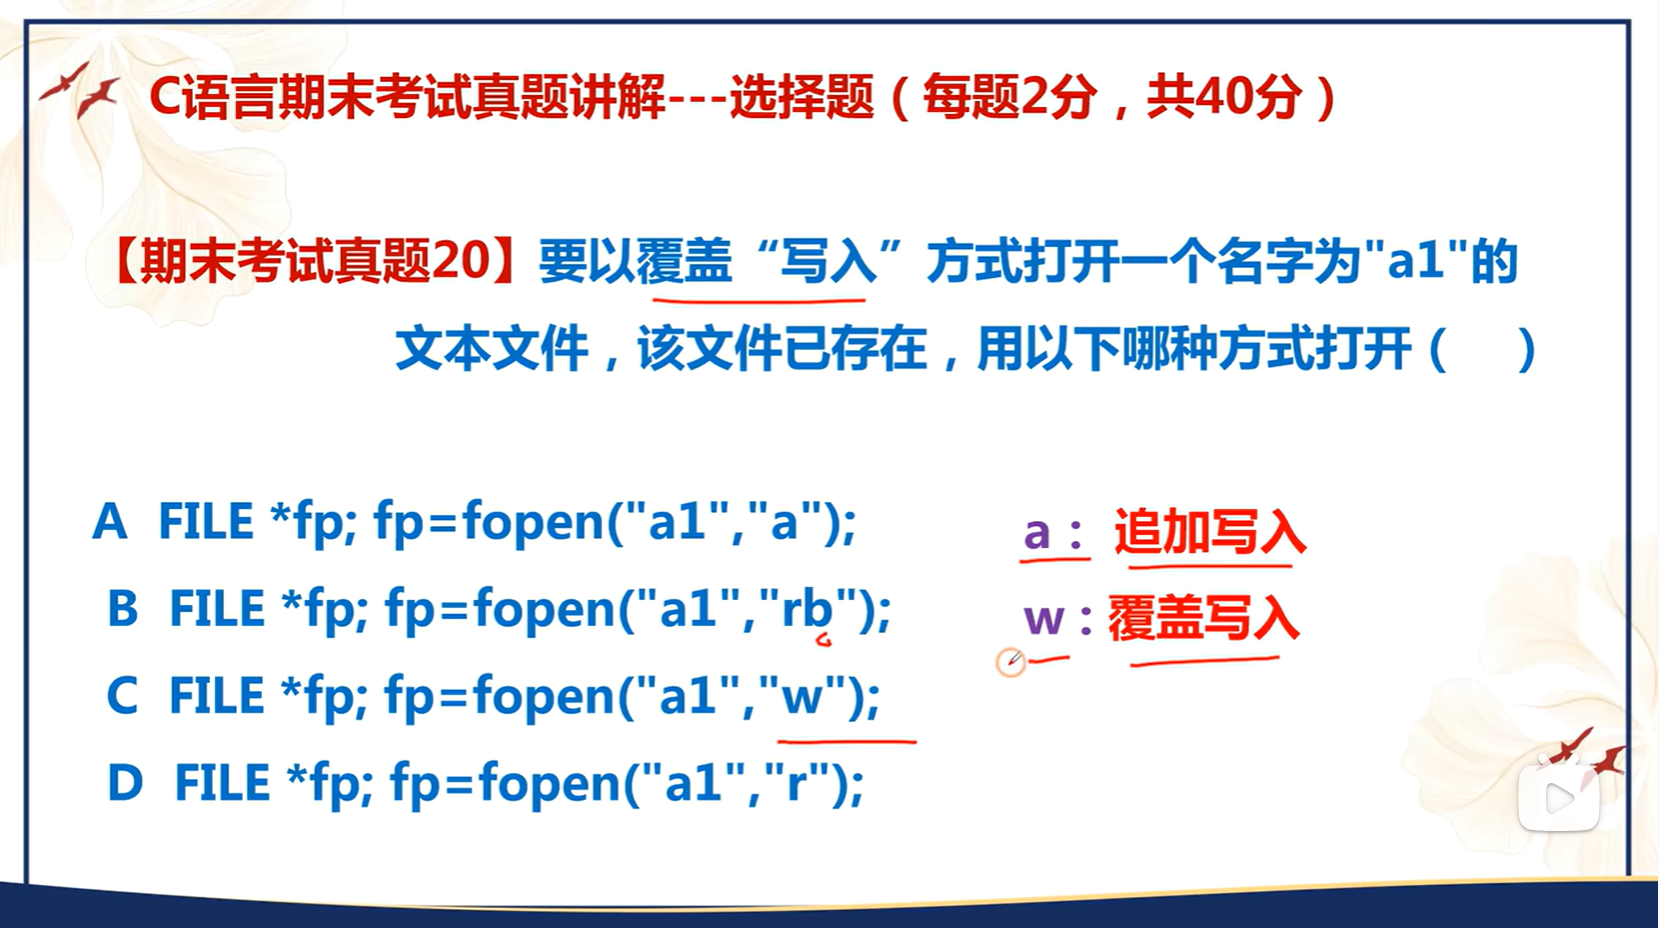 C语言期末考试真题讲解---选择题（每题2分，共40分）
【期末考试真题20】要以覆盖“写入”方式打开一个名字为"a1"的
文本文件，该文件已存在，用以下哪种方式打开（ ）
A FILE *fp; fp=fopen("a1","a");
B FILE *fp; fp=fopen("a1","rb");
C FILE *fp; fp=fopen("a1","w");
D FILE *fp; fp=fopen("a1","r");
a： 追加写入
w：覆盖写入